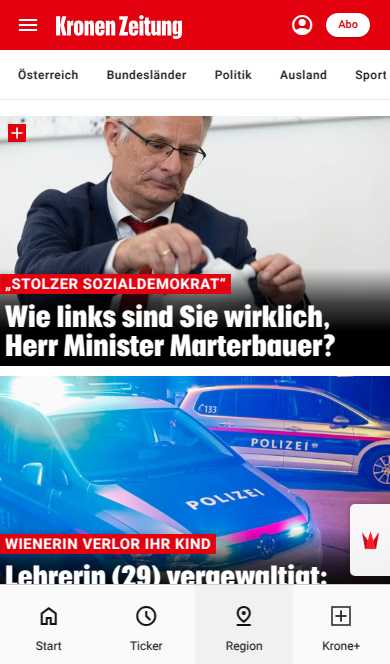 Kronen Zeitung
Abo
Österreich Bundesländer Politik Ausland Sport
„STOLZER SOZIALDEMOKRAT“
Wie links sind Sie wirklich,
Herr Minister Marterbauer?
133
POLIZEI
POLIZEI
WIENERIN VERLOR IHR KIND
Lehrerin (29) vergewaltigt:
Start Ticker Region Krone+